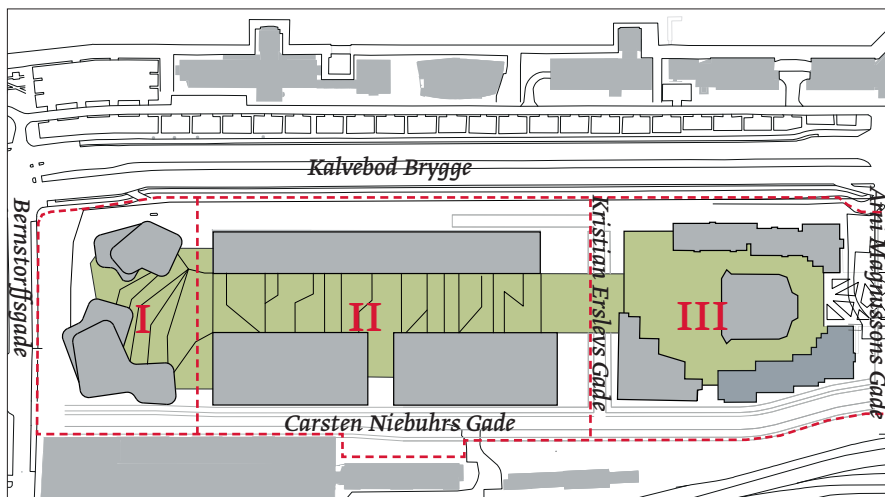 Kalvebod Brygge
Bernstorffsgade
Kristian Erslevs Gade
Arni Magnussons Gade
I
II
III
Carsten Niebuhrs Gade